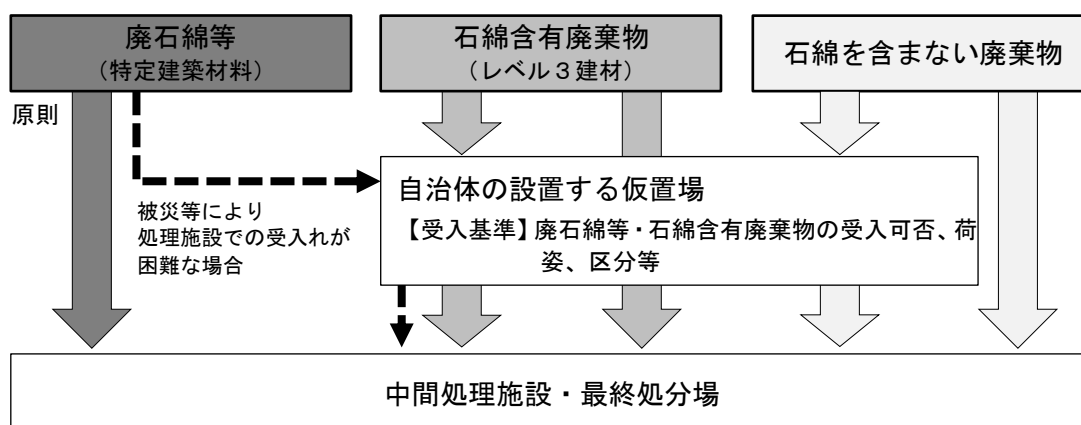 廃石綿等
（特定建築材料）
石綿含有廃棄物
（レベル３建材）
石綿を含まない廃棄物
原則
被災等により
処理施設での受入れが
困難な場合
自治体の設置する仮置場
【受入基準】廃石綿等・石綿含有廃棄物の受入可否、荷
姿、区分等
中間処理施設・最終処分場